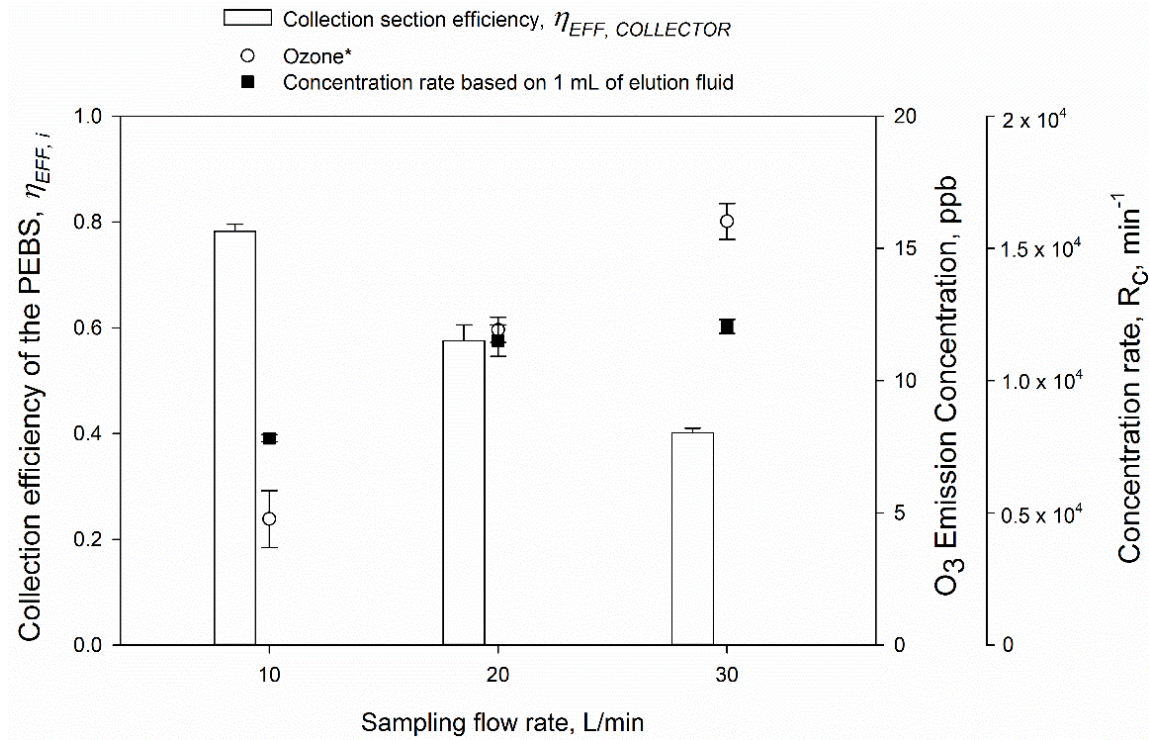 Collection section efficiency, ηEFF, COLLECTOR
Ozone*
Concentration rate based on 1 mL of elution fluid
Collection efficiency of the PEBS, ηEFF, i
1.0
0.8
0.6
0.4
0.2
0.0
10
20
30
Sampling flow rate, L/min
20
15
10
5
0
O3 Emission Concentration, ppb
2 x 10^4
1.5 x 10^4
1.0 x 10^4
0.5 x 10^4
0
Concentration rate, RC, min^-1